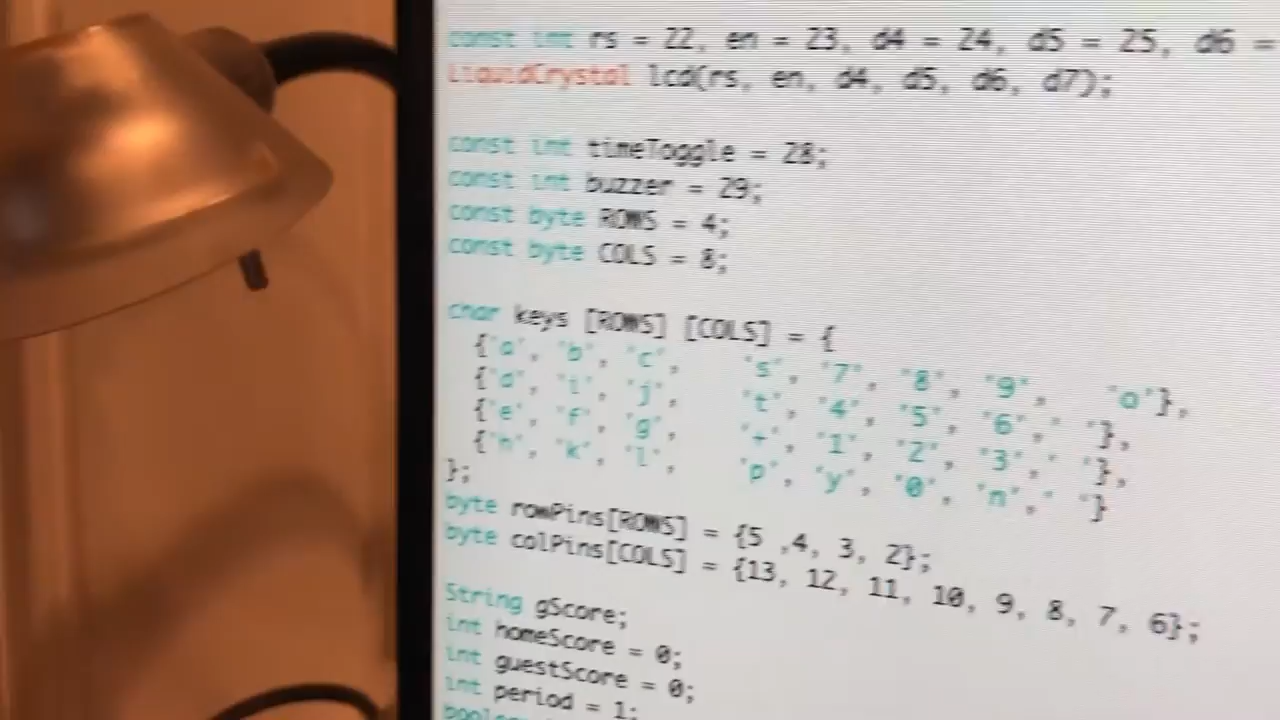 const int rs = 22, en = 23, d4 = 24, d5 = 25, d6 =
LiquidCrystal lcd(rs, en, d4, d5, d6, d7);
const int timeToggle = 28;
const int buzzer = 29;
const byte ROWS = 4;
const byte COLS = 8;
char keys [ROWS] [COLS] = {
{'a', 'b', 'c', 's', '7', '8', '9', 'o'},
{'d', 'i', 'j', 't', '4', '5', '6',' '},
{'e', 'f', 'g', '+', '1', '2', '3',' '},
{'h', 'k', 'l', 'p', 'y', '0', 'n',' '}
};
byte rowPins[ROWS] = {5 ,4, 3, 2};
byte colPins[COLS] = {13, 12, 11, 10, 9, 8, 7, 6};
String gScore;
int homeScore = 0;
int guestScore = 0;
int period = 1;
boolean